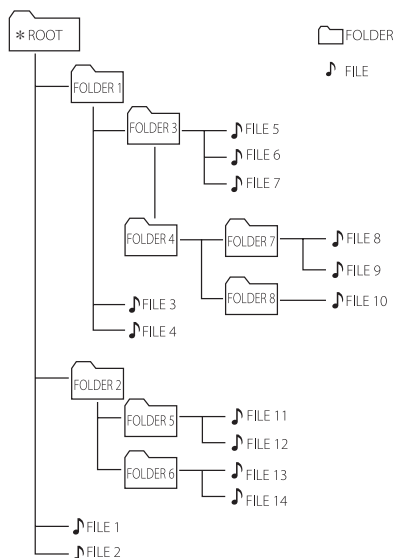 * ROOT
FOLDER
FILE
FOLDER 1
FOLDER 3
FILE 5
FILE 6
FILE 7
FOLDER 4
FOLDER 7
FILE 8
FILE 9
FOLDER 8
FILE 10
FILE 3
FILE 4
FOLDER 2
FOLDER 5
FILE 11
FILE 12
FOLDER 6
FILE 13
FILE 14
FILE 1
FILE 2